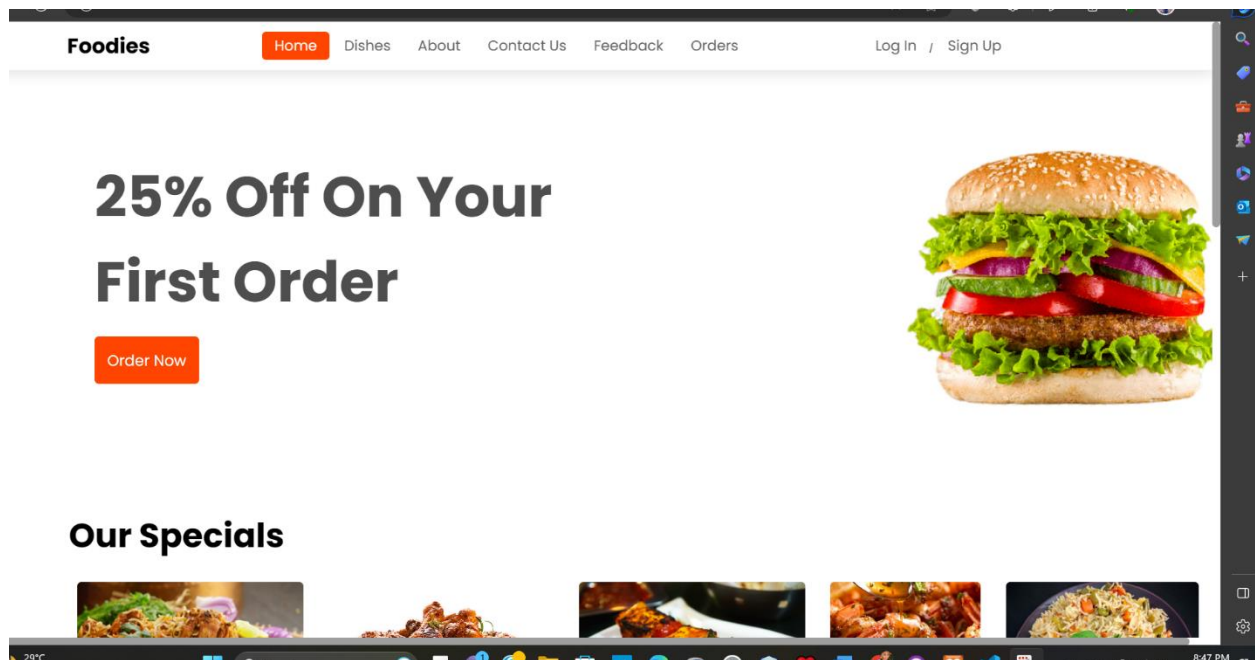 Foodies Home Dishes About Contact Us Feedback Orders Log In / Sign Up
25% Off On Your
First Order
Order Now
Our Specials
29°C 8:47 PM